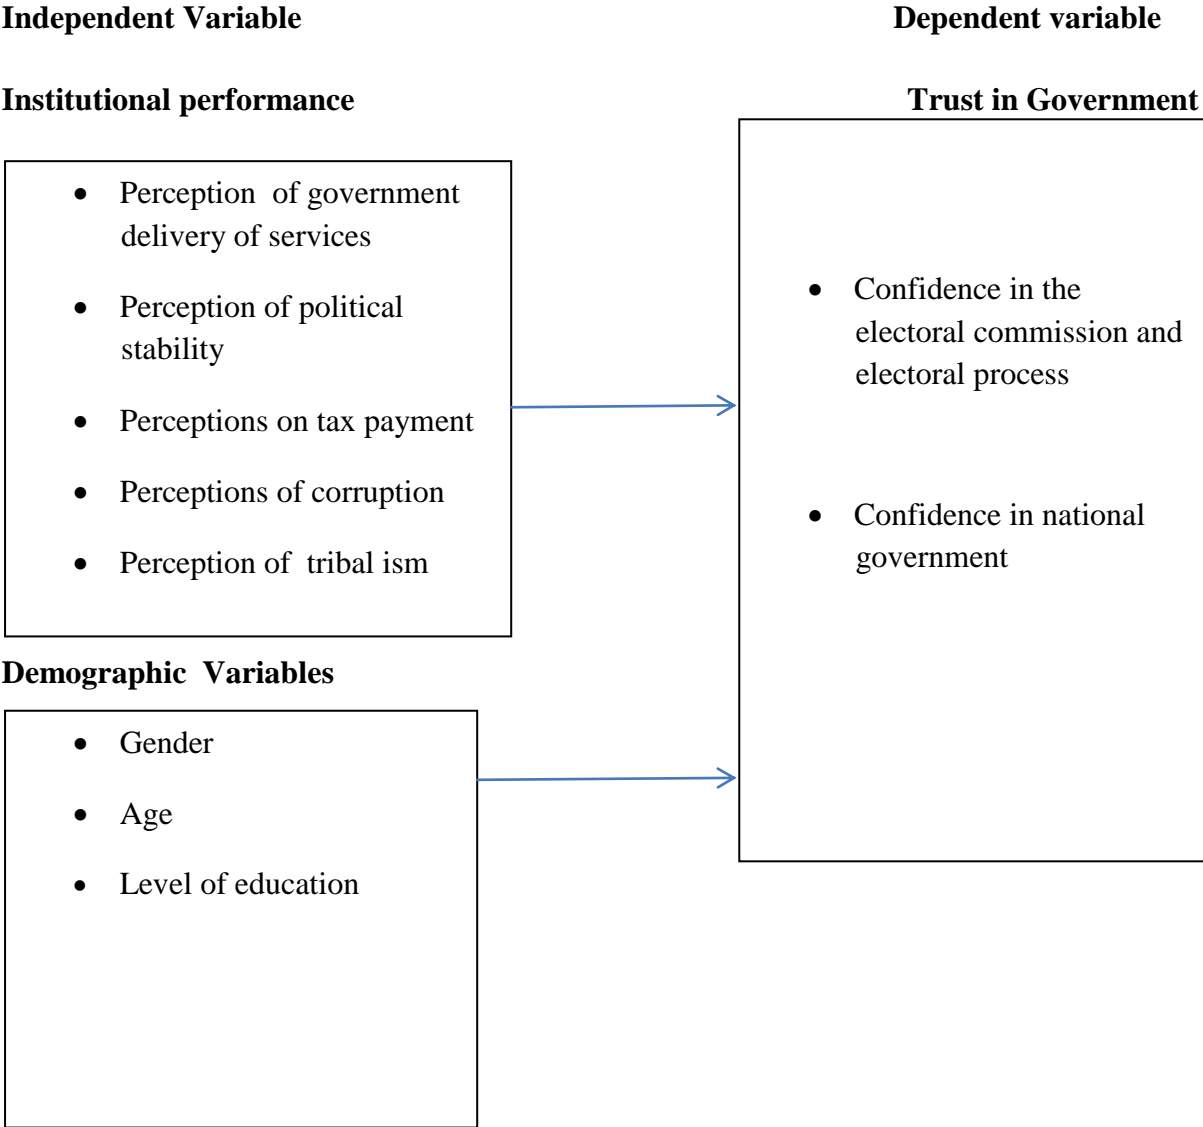 Independent Variable Dependent variable
Institutional performance Trust in Government
• Perception of government
delivery of services
• Perception of political
stability
• Perceptions on tax payment
• Perceptions of corruption
• Perception of tribal ism
• Confidence in the
electoral commission and
electoral process
• Confidence in national
government
Demographic Variables
• Gender
• Age
• Level of education